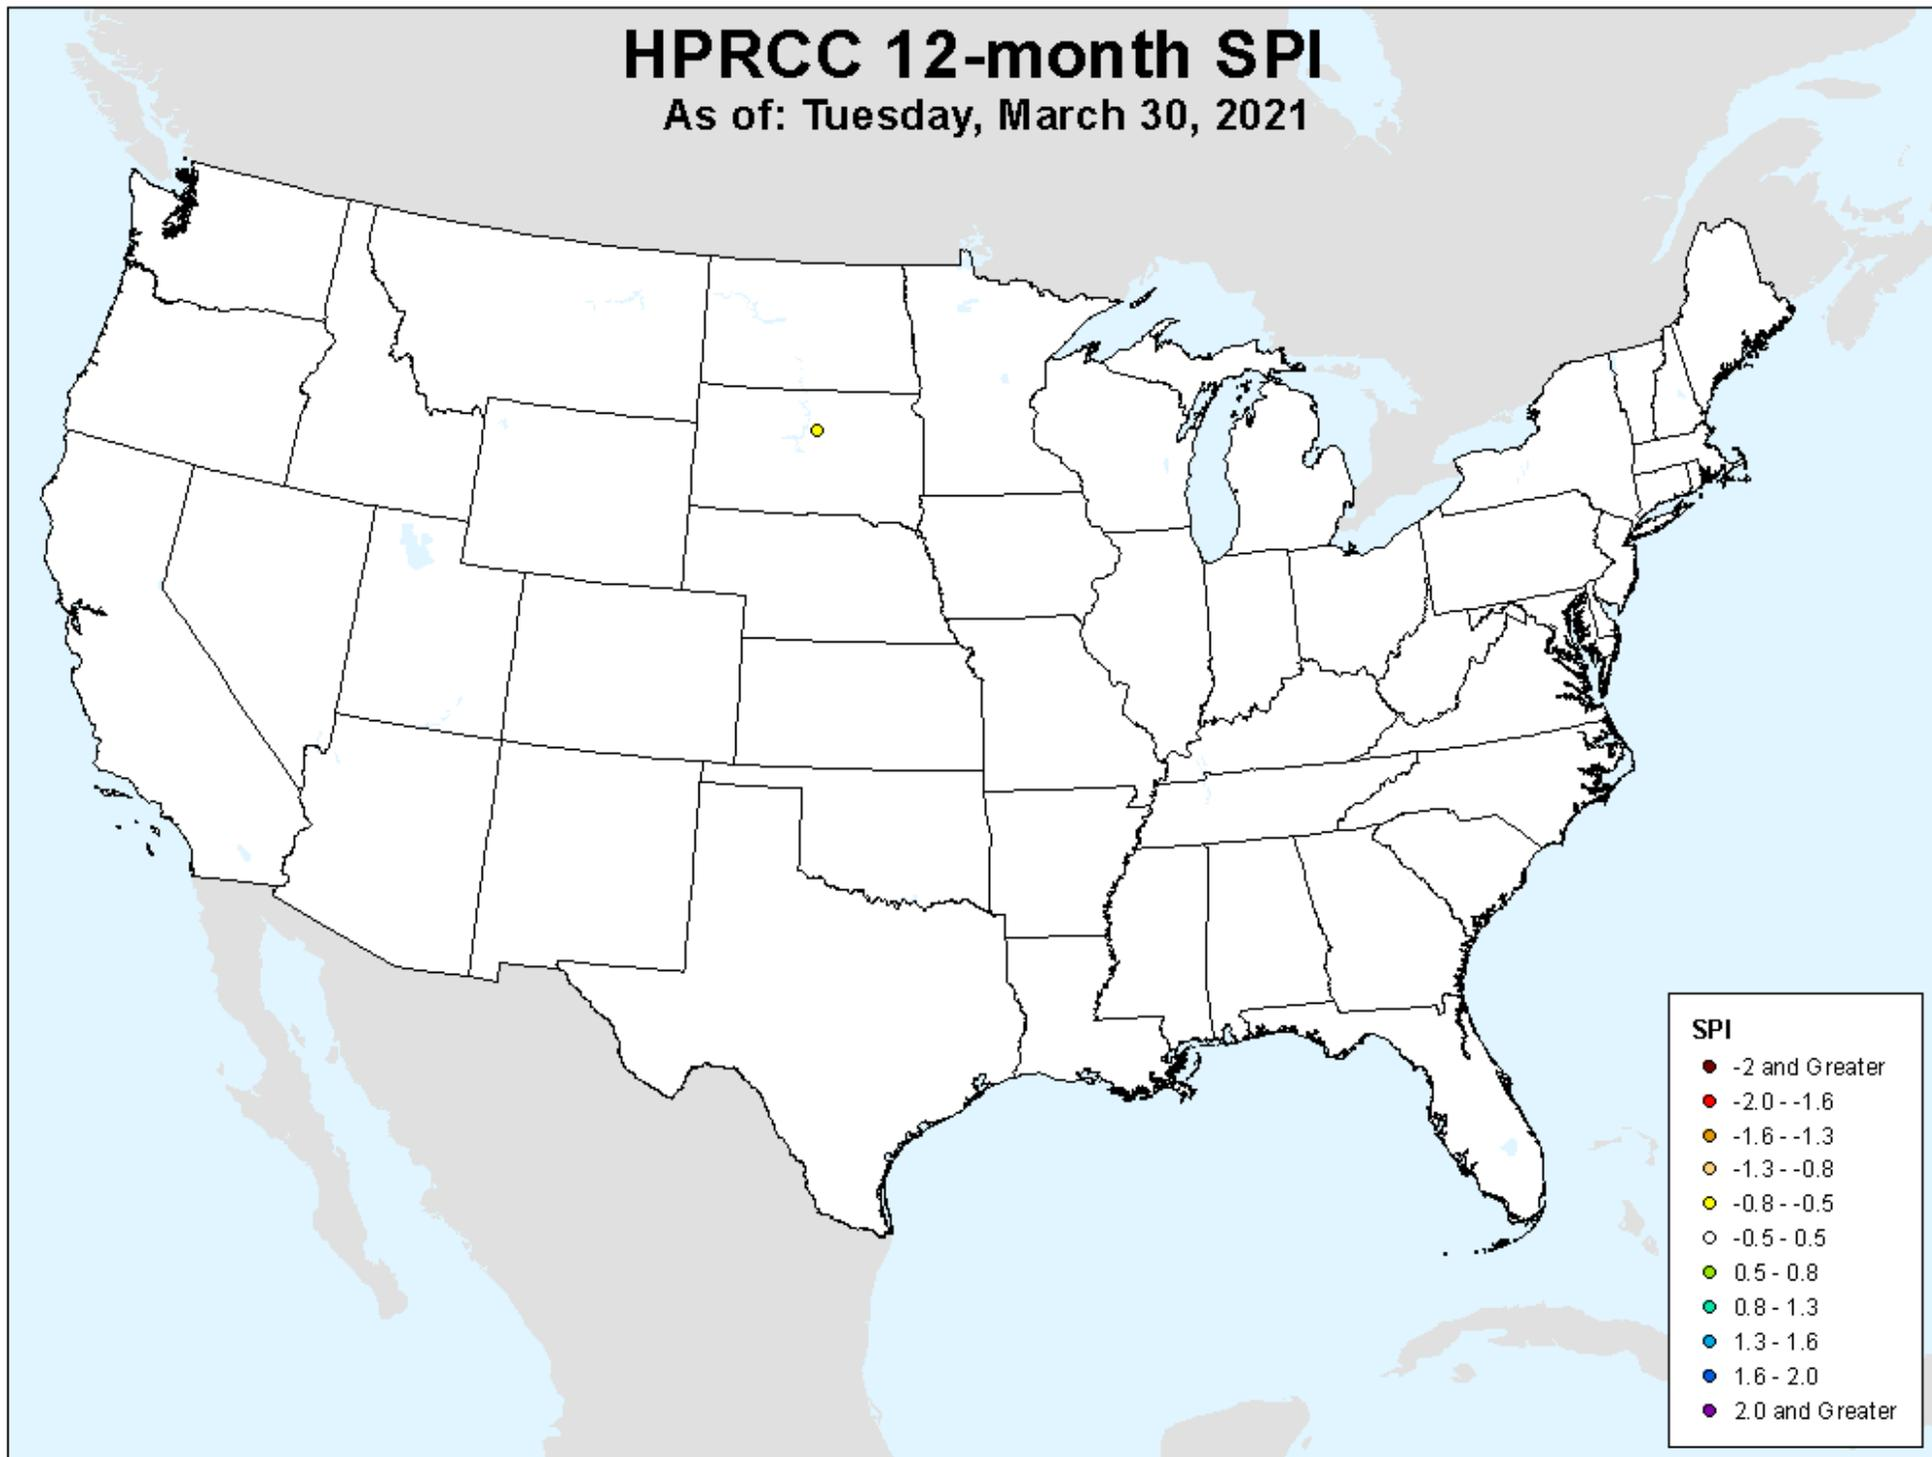 HPRCC 12-month SPI
As of: Tuesday, March 30, 2021
SPI
-2 and Greater
-2.0 - -1.6
-1.6 - -1.3
-1.3 - -0.8
-0.8 - -0.5
-0.5 - 0.5
0.5 - 0.8
0.8 - 1.3
1.3 - 1.6
1.6 - 2.0
2.0 and Greater